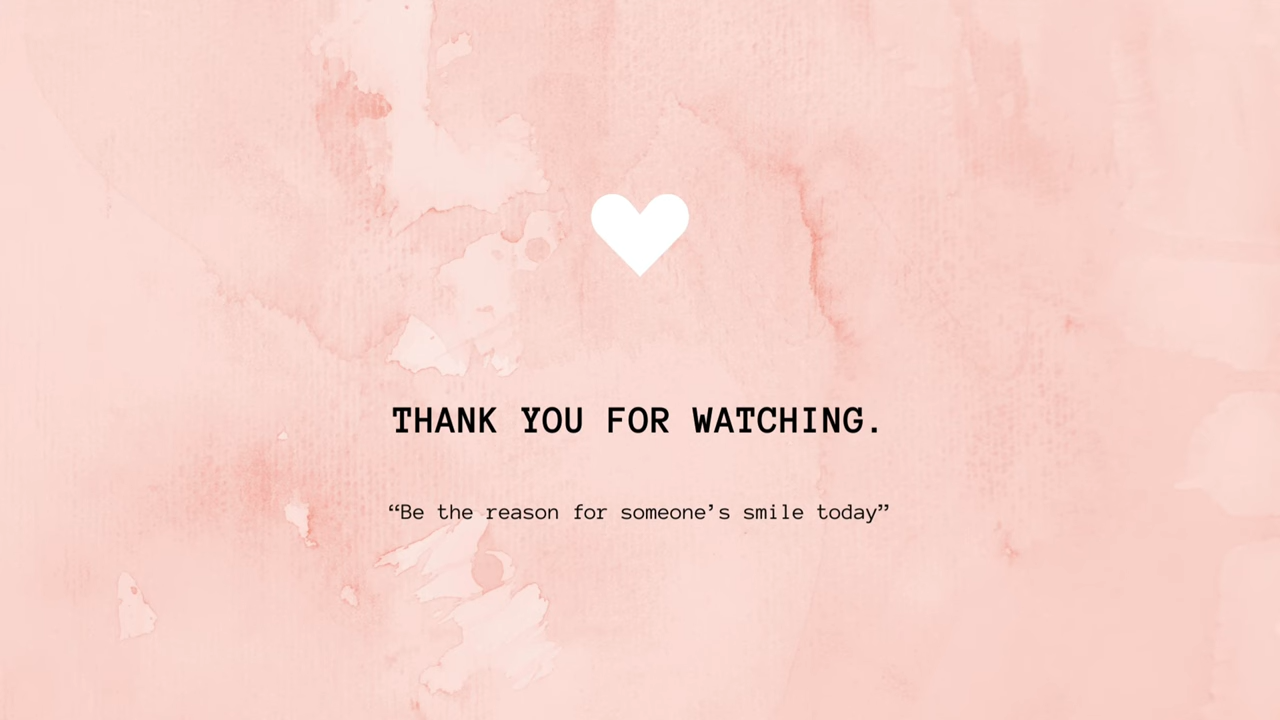 THANK YOU FOR WATCHING.
“Be the reason for someone’s smile today”